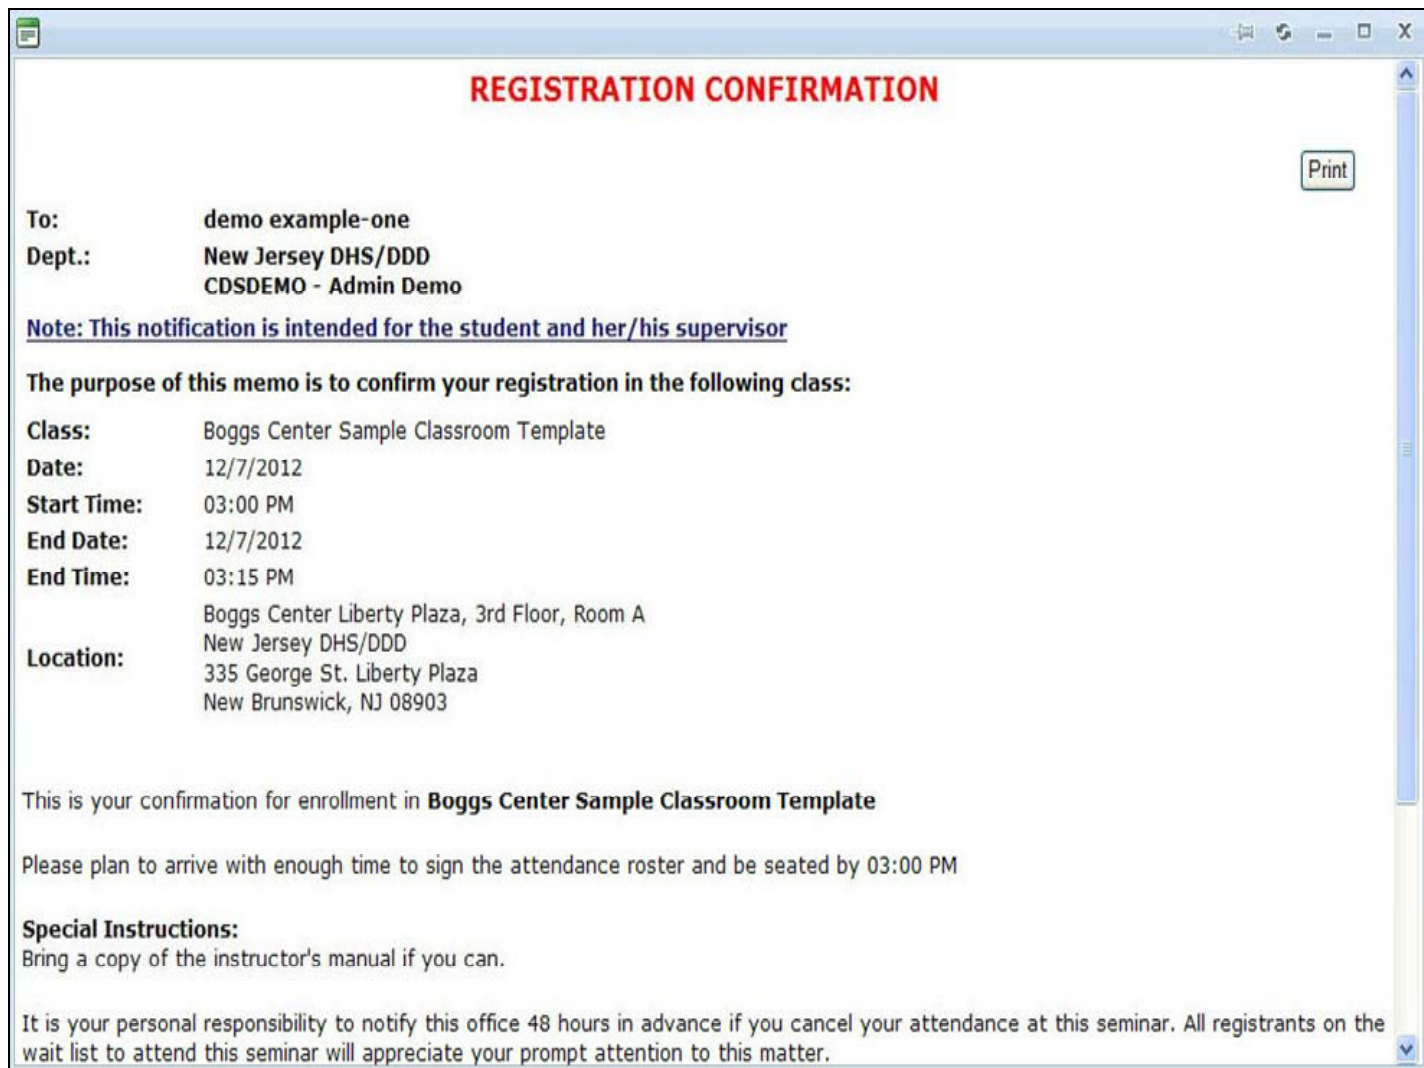 REGISTRATION CONFIRMATION
Print
To: demo example-one
Dept.: New Jersey DHS/DDD
CDSDEMO - Admin Demo
Note: This notification is intended for the student and her/his supervisor
The purpose of this memo is to confirm your registration in the following class:
Class: Boggs Center Sample Classroom Template
Date: 12/7/2012
Start Time: 03:00 PM
End Date: 12/7/2012
End Time: 03:15 PM
Location: Boggs Center Liberty Plaza, 3rd Floor, Room A
New Jersey DHS/DDD
335 George St. Liberty Plaza
New Brunswick, NJ 08903
This is your confirmation for enrollment in Boggs Center Sample Classroom Template
Please plan to arrive with enough time to sign the attendance roster and be seated by 03:00 PM
Special Instructions:
Bring a copy of the instructor's manual if you can.
It is your personal responsibility to notify this office 48 hours in advance if you cancel your attendance at this seminar. All registrants on the
wait list to attend this seminar will appreciate your prompt attention to this matter.